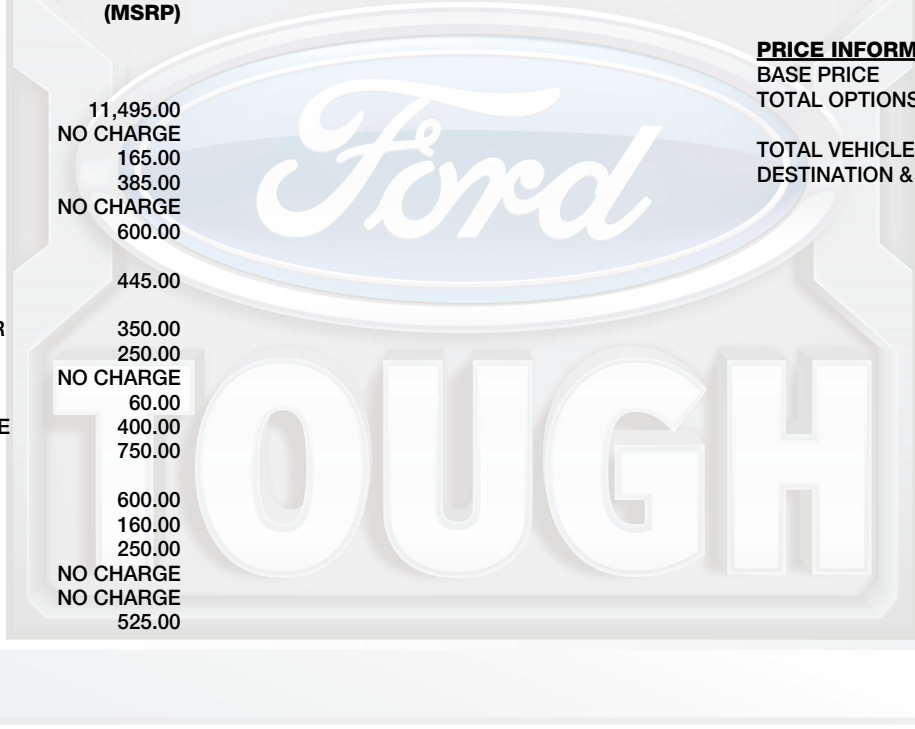 (MSRP)
11,495.00
NO CHARGE
165.00
385.00
NO CHARGE
600.00
445.00
R 350.00
250.00
NO CHARGE
60.00
E 400.00
750.00
600.00
160.00
250.00
NO CHARGE
NO CHARGE
525.00
PRICE INFORM
BASE PRICE
TOTAL OPTIONS
TOTAL VEHICLE
DESTINATION &
Ford
TOUGH